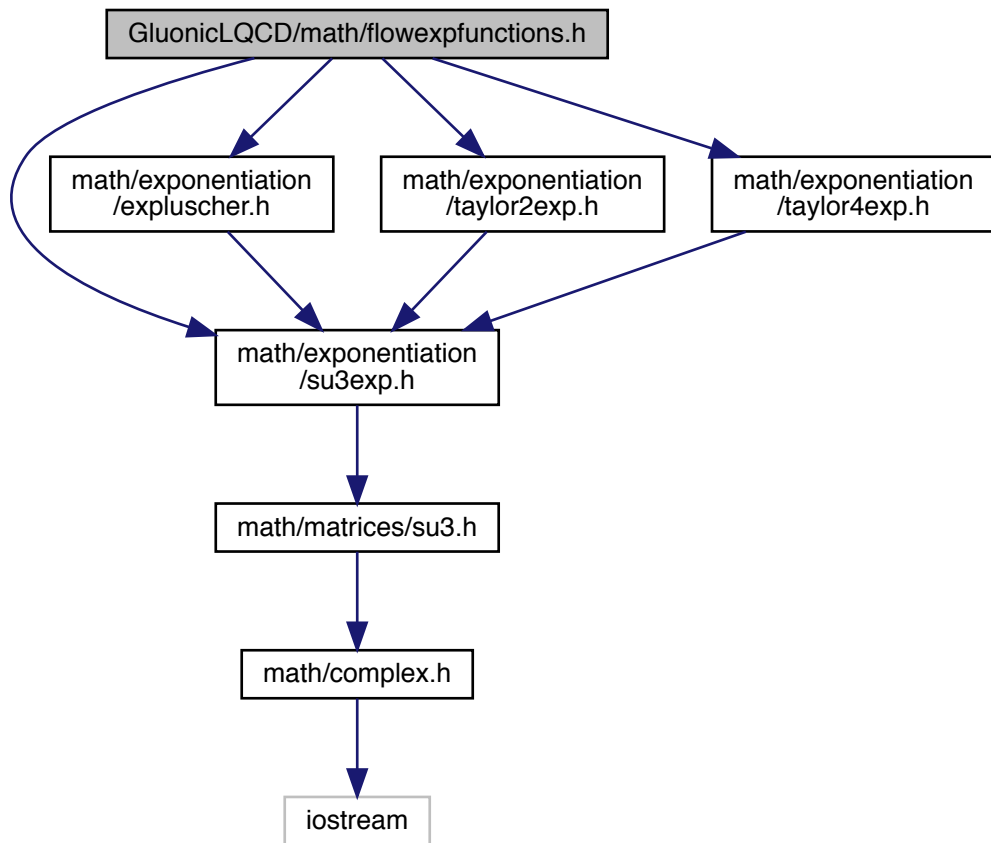 GluonicLQCD/math/flowexpfunctions.h
math/exponentiation
/expluscher.h
math/exponentiation
/taylor2exp.h
math/exponentiation
/taylor4exp.h
math/exponentiation
/su3exp.h
math/matrices/su3.h
math/complex.h
iostream